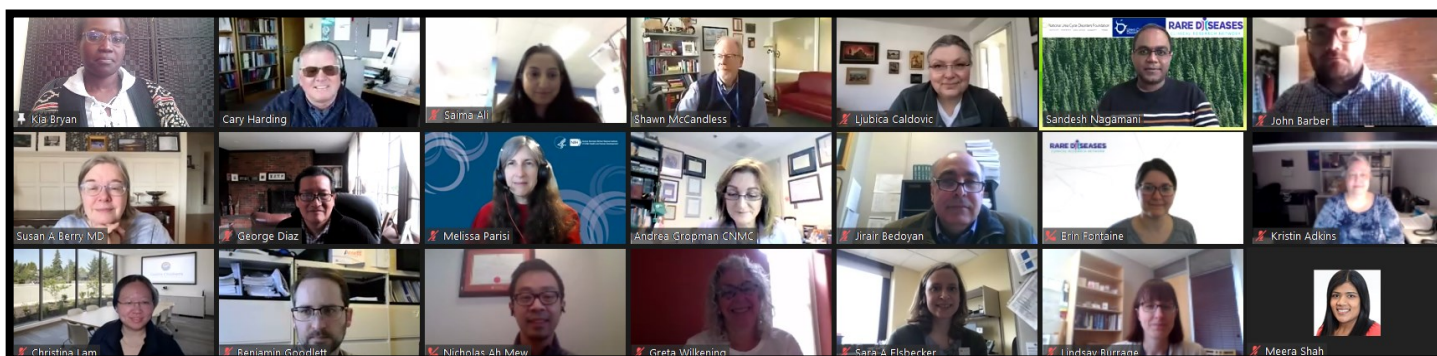 Kia Bryan
Cary Harding
Saima Ali
Shawn McCandless
Ljubica Caldovic
RARE DISEASES
Sandesh Nagamani
John Barber
Susan A Berry MD
George Diaz
Melissa Parisi
Andrea Gropman CNMC
Jirair Bedoyan
RARE DISEASES
Erin Fontaine
Kristin Adkins
Christina Lam
Benjamin Goodlett
Nicholas Ah Mew
Greta Wilkening
Sara A Elsbecker
Lindsay Burrage
Meera Shah